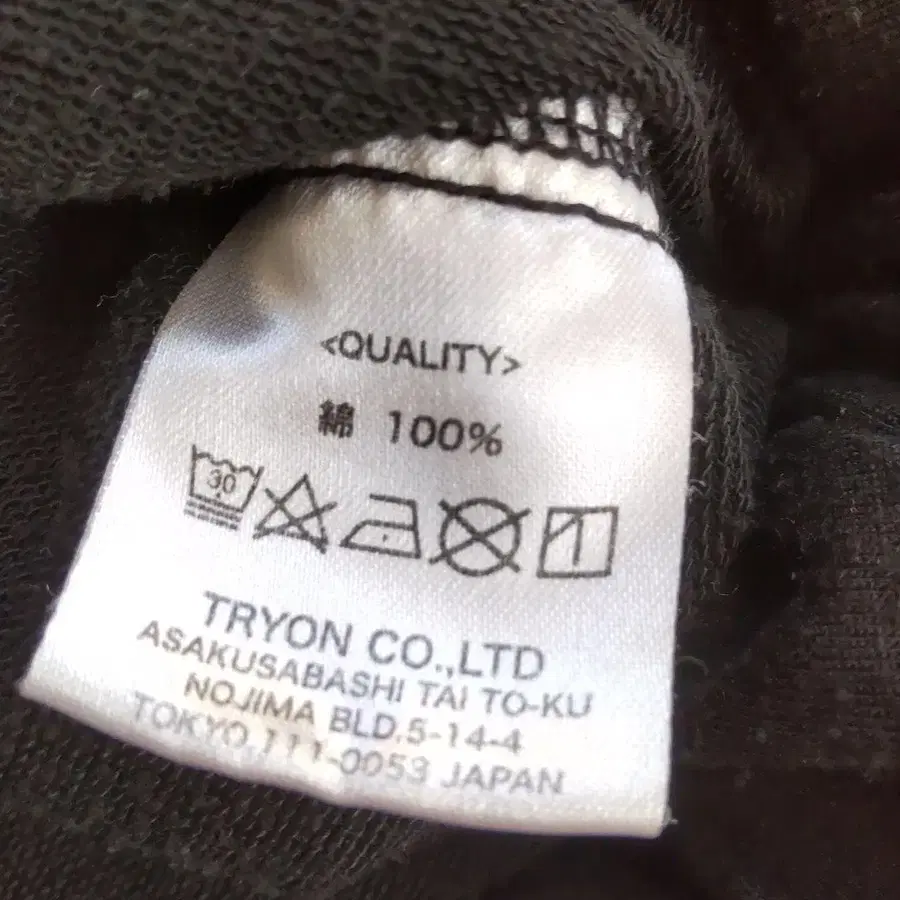 <QUALITY>
綿 100%
30
TRYON CO.,LTD
ASAKUSABASHI TAI TO-KU
NOJIMA BLD.5-14-4
TOKYO.111-0053 JAPAN